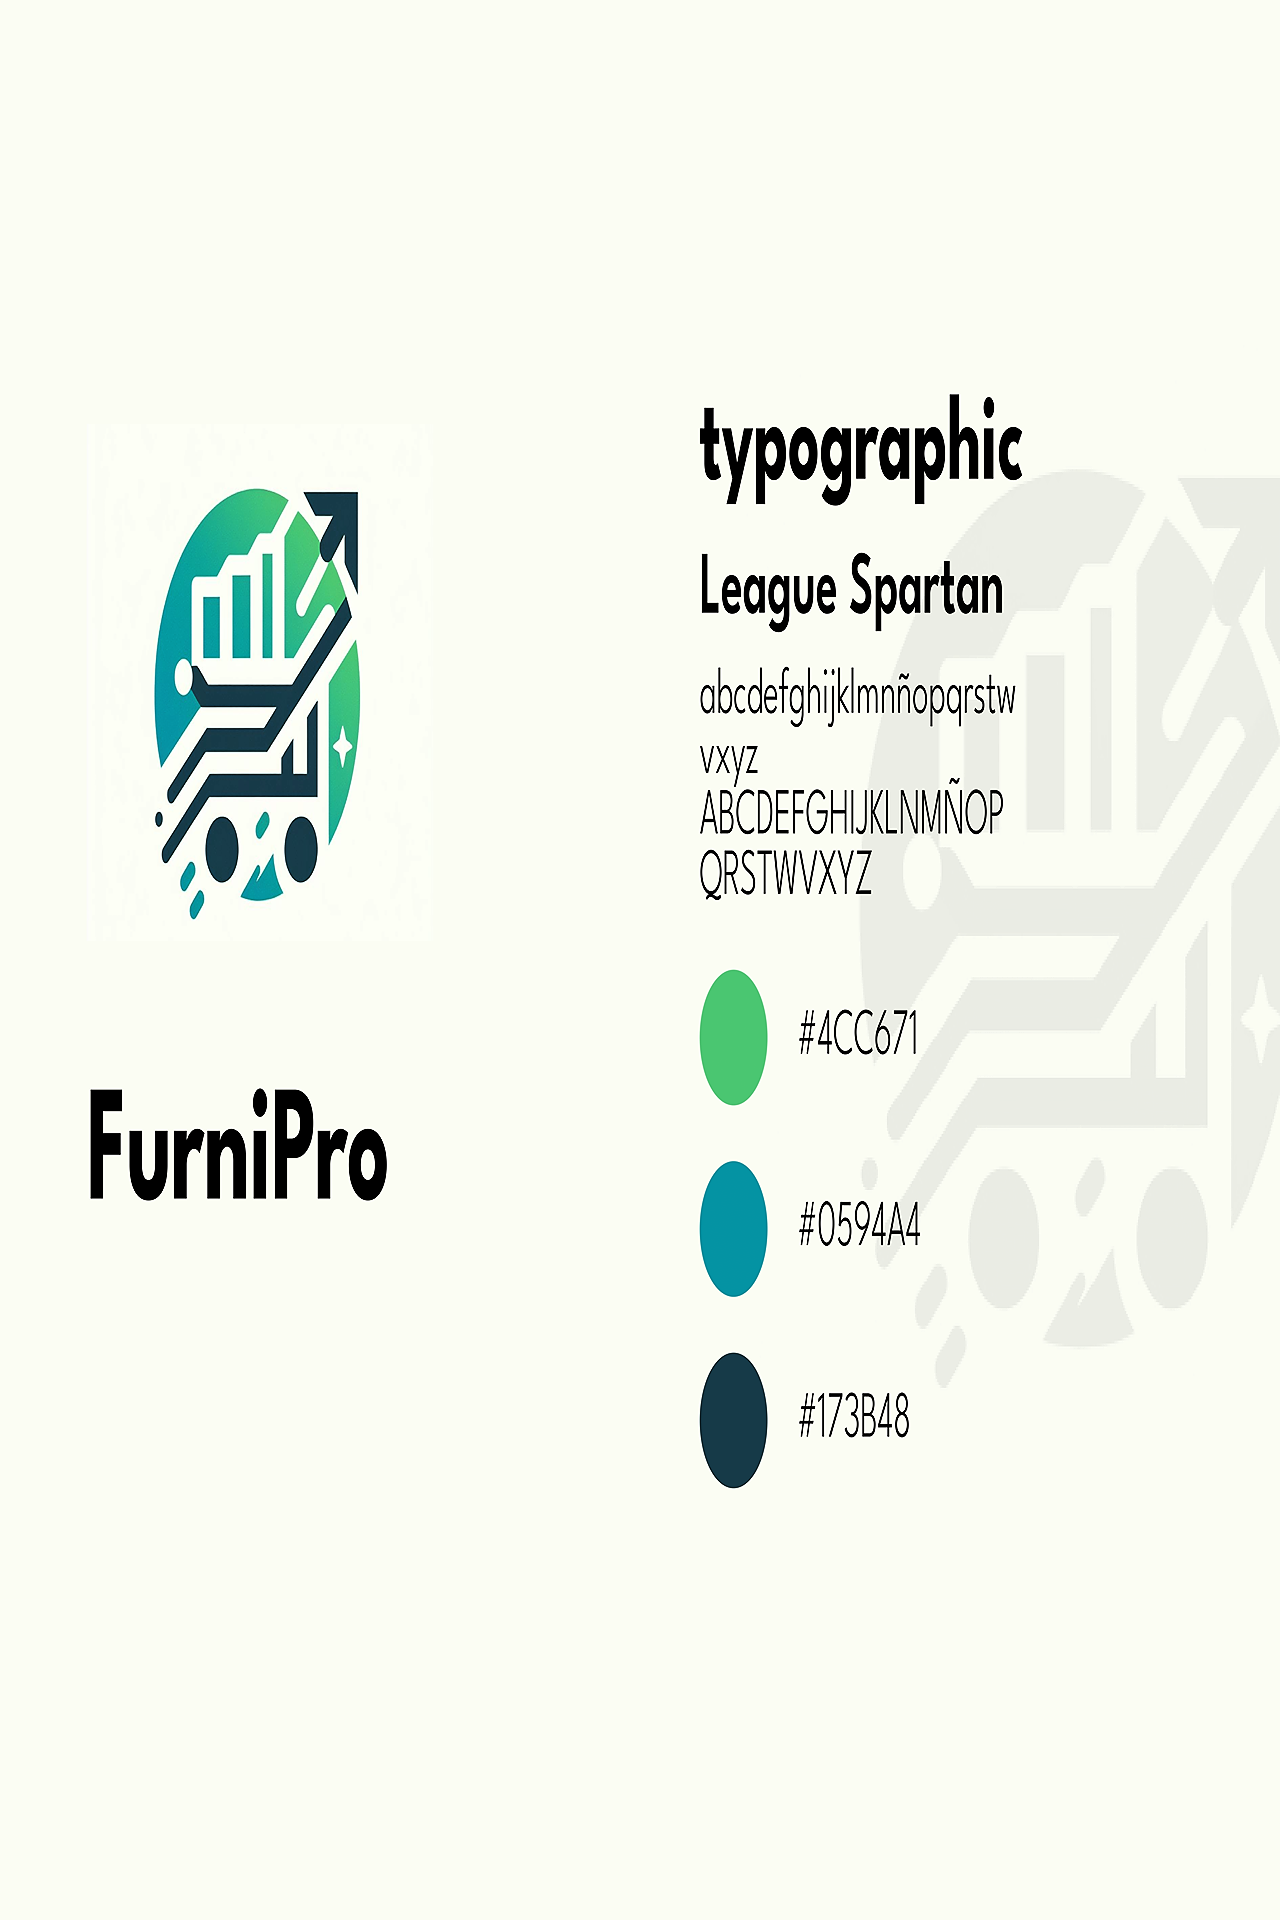 typographic
League Spartan
abcdefghijklmnñopqrstw
vxyz
ABCDEFGHIJKLNMÑOP
QRSTWVXYZ
#4CC671
FurniPro
#0594A4
#173B48